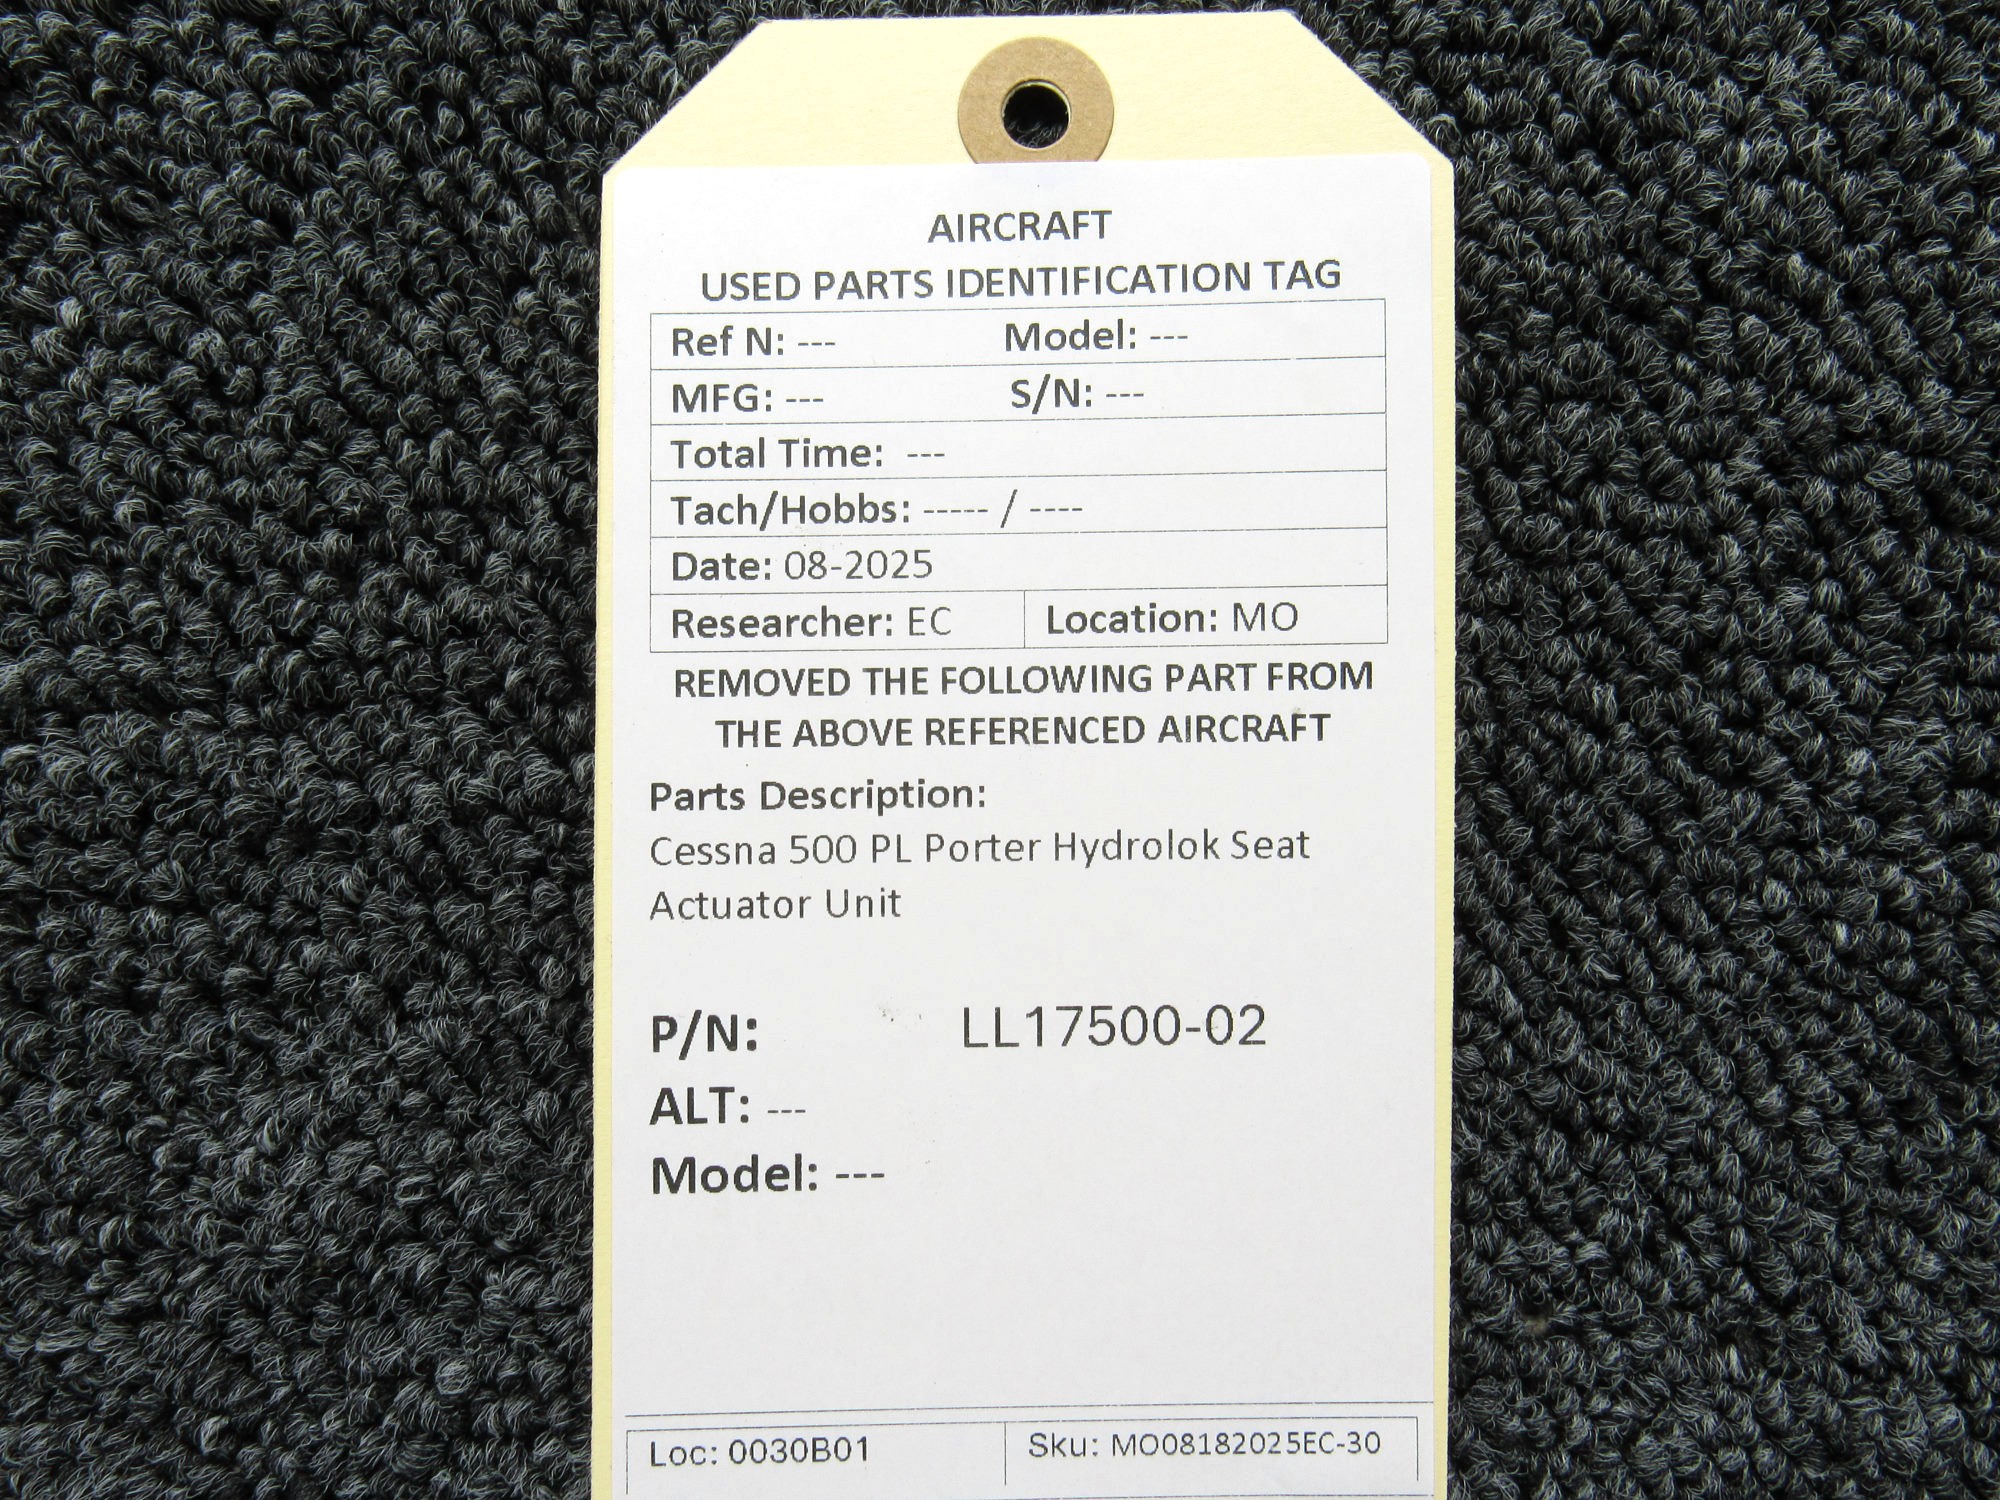 AIRCRAFT
USED PARTS IDENTIFICATION TAG
Ref N: --- Model: ---
MFG: --- S/N: ---
Total Time: ---
Tach/Hobbs: ----- / ----
Date: 08-2025
Researcher: EC Location: MO
REMOVED THE FOLLOWING PART FROM
THE ABOVE REFERENCED AIRCRAFT
Parts Description:
Cessna 500 PL Porter Hydrolok Seat
Actuator Unit
P/N: LL17500-02
ALT: ---
Model: ---
Loc: 0030B01 Sku: MO08182025EC-30